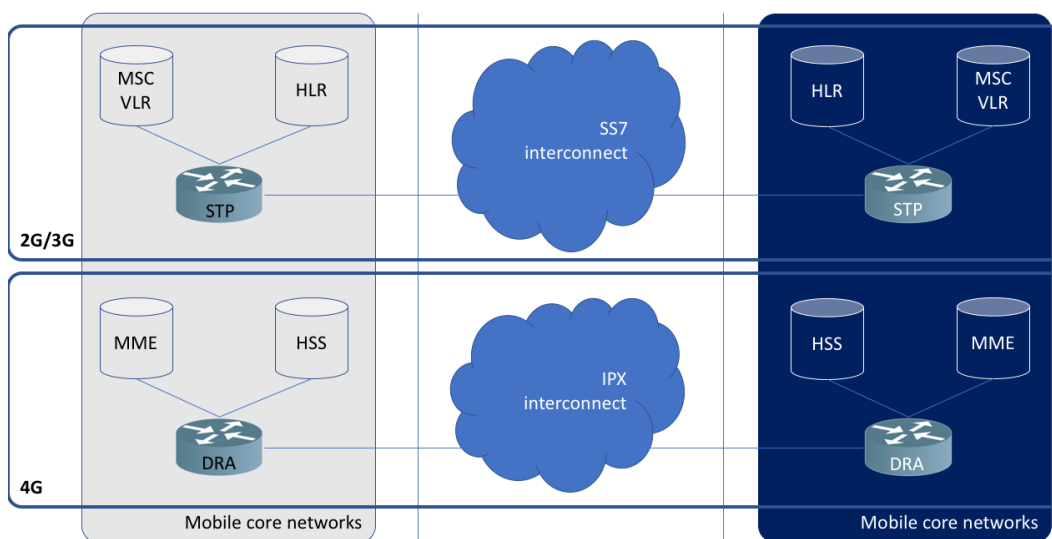 MSC
VLR
HLR
STP
SS7
interconnect
HLR
MSC
VLR
STP
2G/3G
MME
HSS
DRA
IPX
interconnect
HSS
MME
DRA
4G
Mobile core networks
Mobile core networks